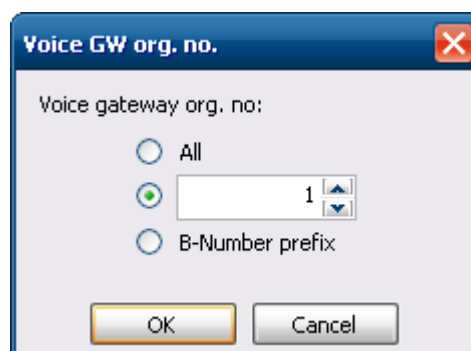 Voice GW org. no.
Voice gateway org. no:
All
1
B-Number prefix
OK Cancel